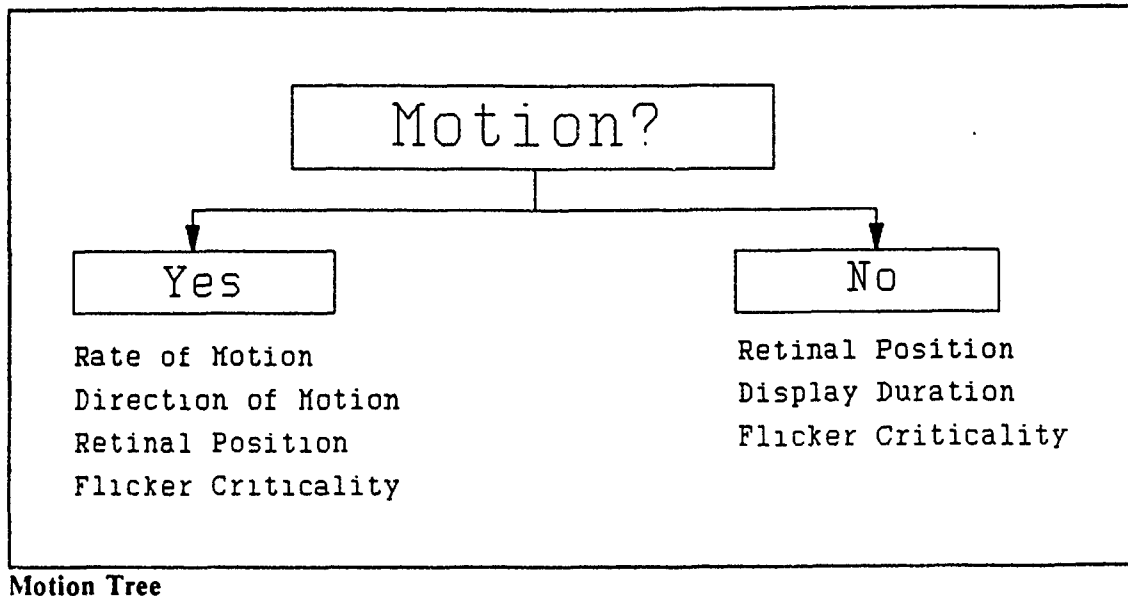 Motion?
Yes
No
Rate of Motion
Direction of Motion
Retinal Position
Flicker Criticality
Retinal Position
Display Duration
Flicker Criticality
Motion Tree